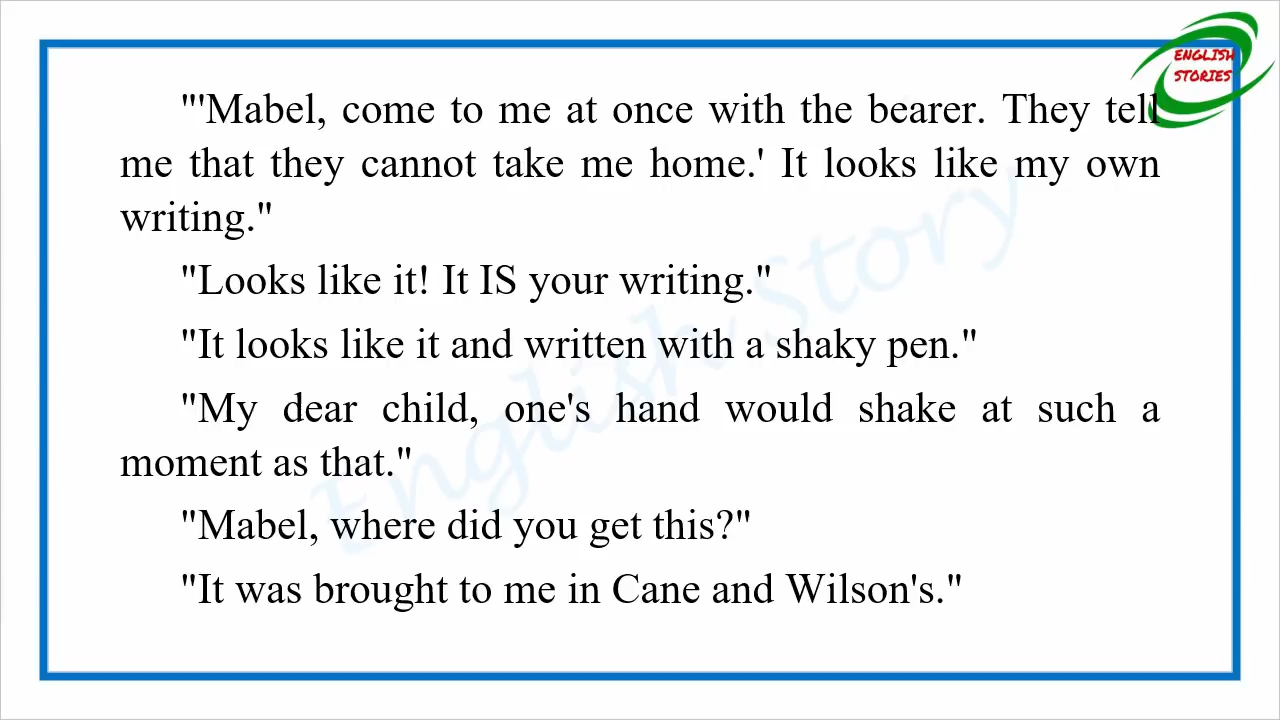 ENGLISH
STORIES
"'Mabel, come to me at once with the bearer. They tell
me that they cannot take me home.' It looks like my own
writing."
"Looks like it! It IS your writing."
"It looks like it and written with a shaky pen."
"My dear child, one's hand would shake at such a
moment as that."
"Mabel, where did you get this?"
"It was brought to me in Cane and Wilson's."
English Story